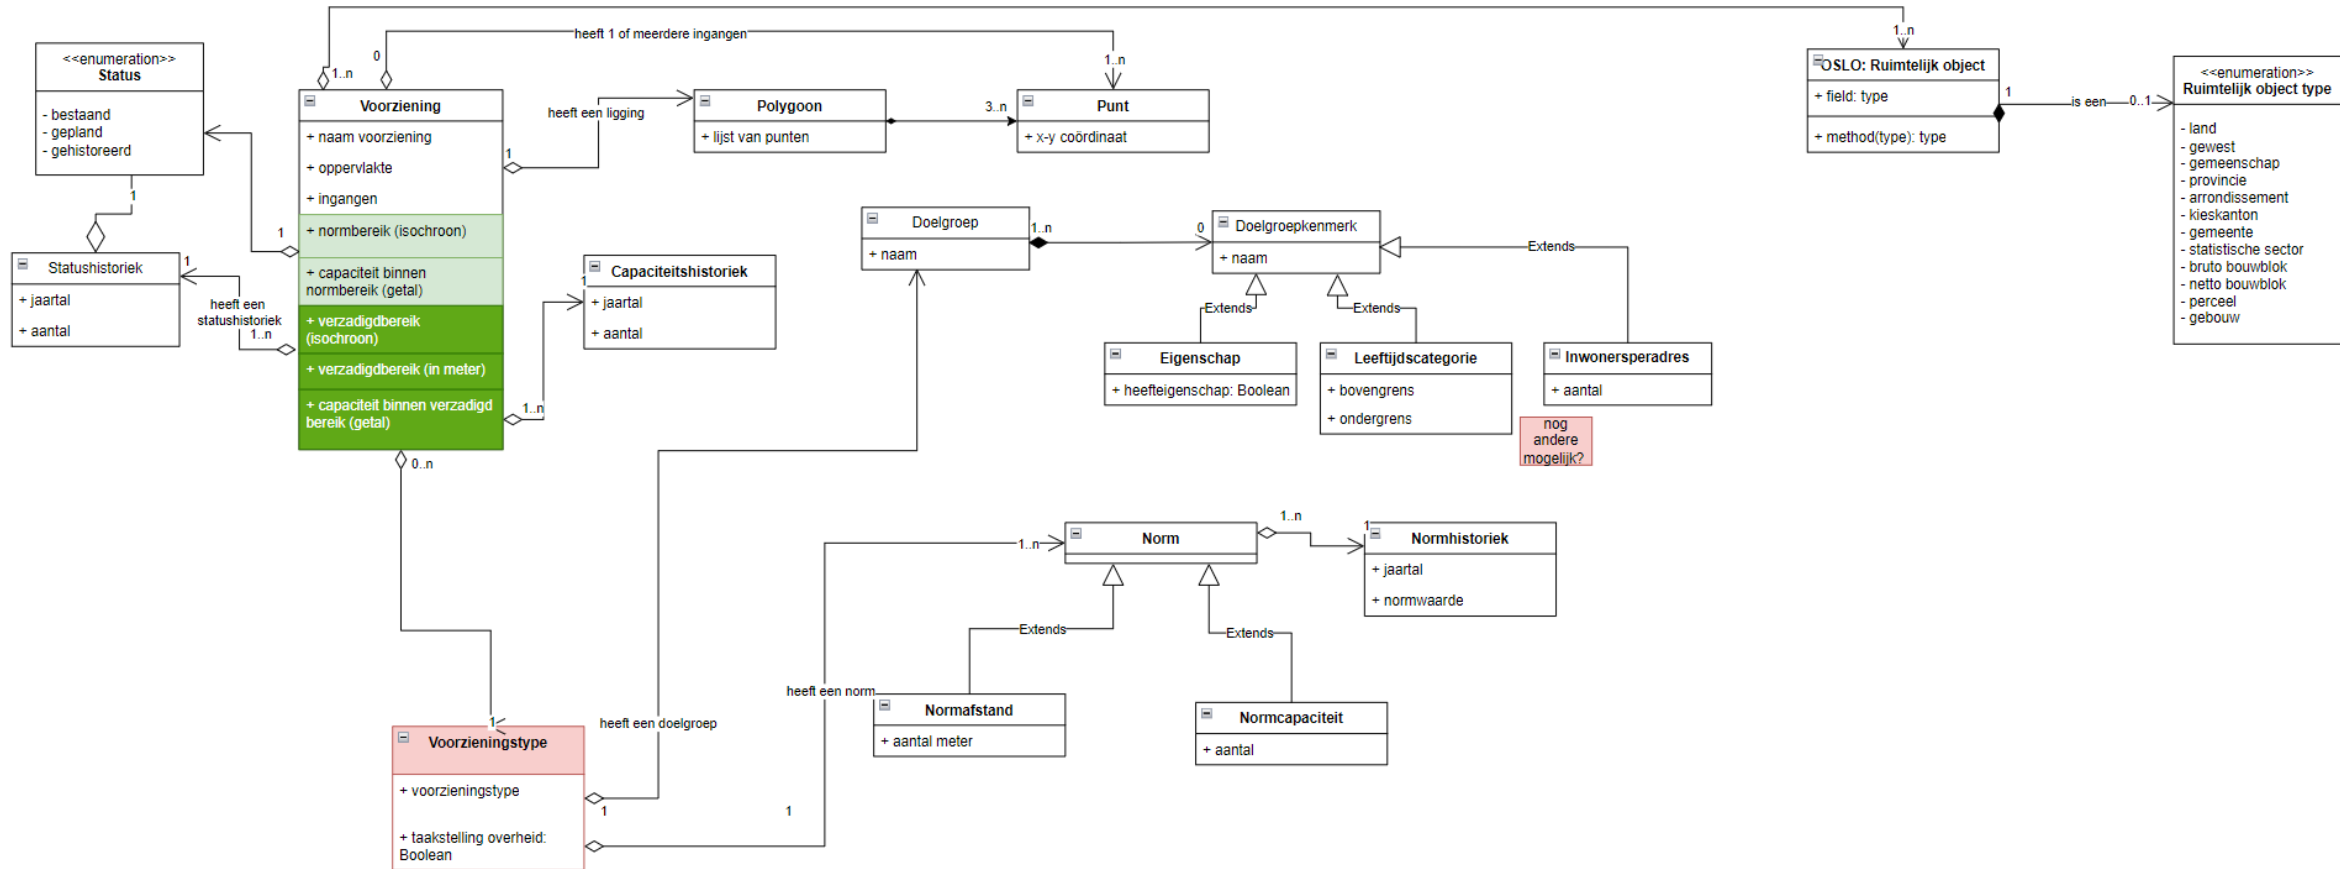 <<enumeration>>
Status
- bestaand
- gepland
- gehistoreerd
1
Statushistoriek
+ jaartal
+ aantal
1
heeft een
statushistoriek
1..n
1
1..n
0
heeft 1 of meerdere ingangen
1..n
Voorziening
+ naam voorziening
+ oppervlakte
+ ingangen
+ normbereik (isochroon)
+ capaciteit binnen
normbereik (getal)
+ verzadigdbereik
(isochroon)
+ verzadigdbereik (in meter)
+ capaciteit binnen verzadigd
bereik (getal)
1
heeft een ligging
Polygoon
+ lijst van punten
3..n
Punt
+ x-y coördinaat
1..n
OSLO: Ruimtelijk object
+ field: type
+ method(type): type
1
is een
0..1
<<enumeration>>
Ruimtelijk object type
- land
- gewest
- gemeenschap
- provincie
- arrondissement
- kieskanton
- gemeente
- statistische sector
- bruto bouwblok
- netto bouwblok
- perceel
- gebouw
1
Capaciteitshistoriek
+ jaartal
+ aantal
1..n
Doelgroep
+ naam
1..n
0
Doelgroepkenmerk
+ naam
Extends
Extends
Extends
Eigenschap
+ heefteigenschap: Boolean
Leeftijdscategorie
+ bovengrens
+ ondergrens
Inwonersperadres
+ aantal
nog
andere
mogelijk?
0..n
1..n
Norm
1..n
1
Normhistoriek
+ jaartal
+ normwaarde
Extends
Extends
heeft een norm
Normafstand
+ aantal meter
Normcapaciteit
+ aantal
heeft een doelgroep
1
Voorzieningstype
+ voorzieningstype
+ taakstelling overheid:
Boolean
1
1